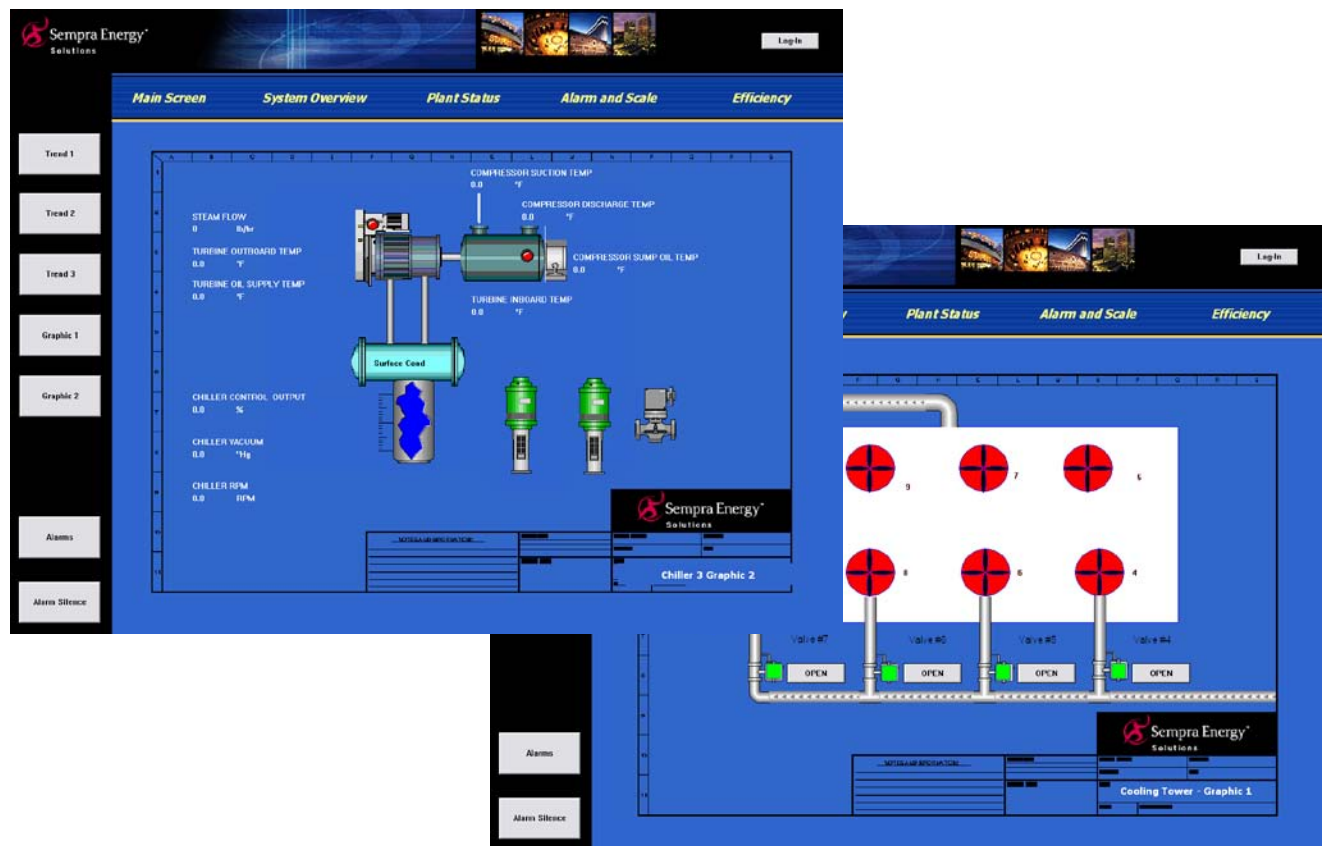 Sempra Energy
Solutions
Log-In
Main Screen
System Overview
Plant Status
Alarm and Scale
Efficiency
Trend 1
Trend 2
Trend 3
Graphic 1
Graphic 2
Alarms
Alarm Silence
COMPRESSOR SUCTION TEMP
0.0 °F
COMPRESSOR DISCHARGE TEMP
0.0 °F
STEAM FLOW
0 lb/hr
TURBINE OUTBOARD TEMP
0.0 °F
COMPRESSOR SUMP OIL TEMP
0.0 °F
TURBINE OIL SUPPLY TEMP
0.0 °F
TURBINE INBOARD TEMP
0.0 °F
Surface Cond
CHILLER CONTROL OUTPUT
0.0 %
CHILLER VACUUM
0.0 "Hg
CHILLER RPM
0.0 RPM
Sempra Energy
Solutions
NOTES AND INFORMATION:
Chiller 3 Graphic 2
Log-In
Plant Status
Alarm and Scale
Efficiency
9
7
8
6
4
Valve #7
Valve #6
Valve #5
Valve #4
OPEN
OPEN
OPEN
OPEN
Alarms
Alarm Silence
Sempra Energy
Solutions
NOTES AND INFORMATION:
Cooling Tower - Graphic 1